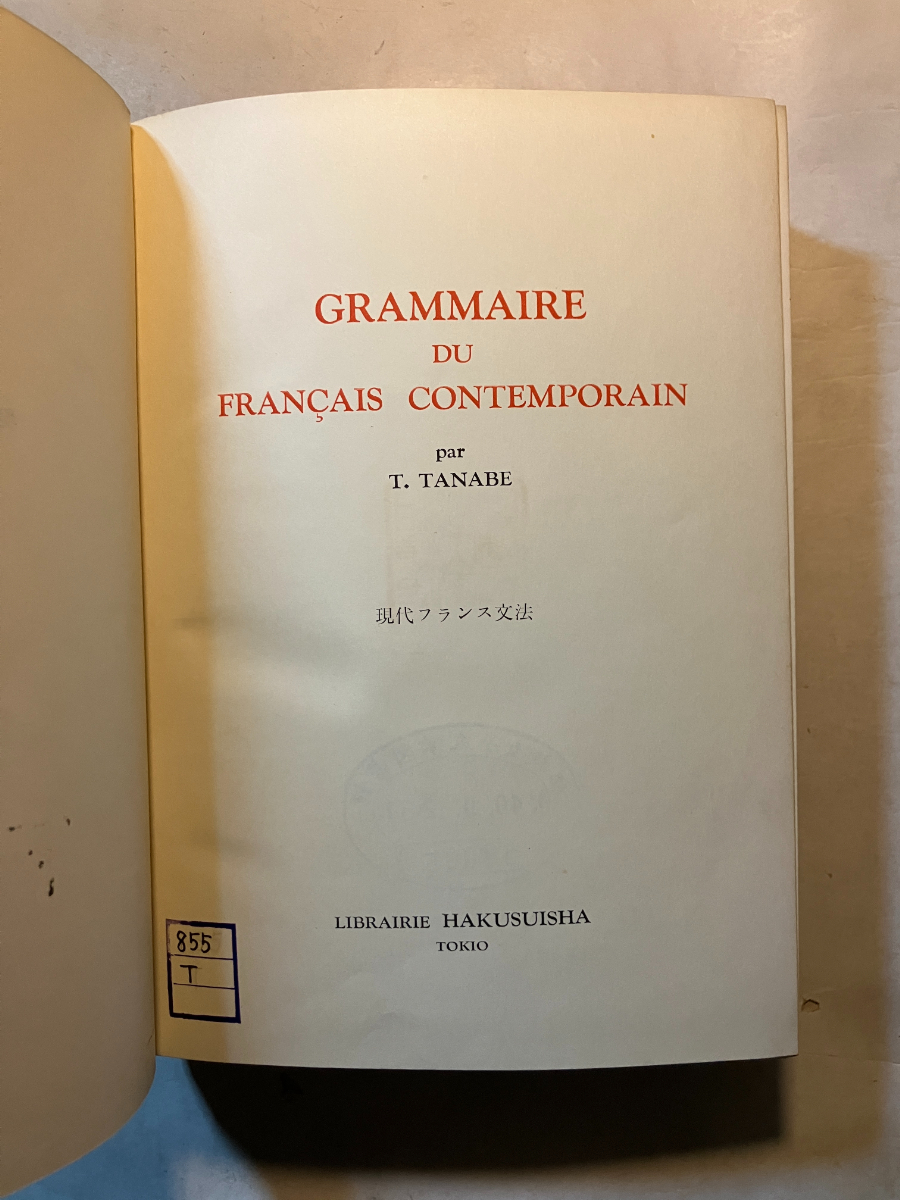 GRAMMAIRE
DU
FRANÇAIS CONTEMPORAIN
par
T. TANABE
現代フランス文法
LIBRAIRIE HAKUSUISHA
TOKIO
855
T